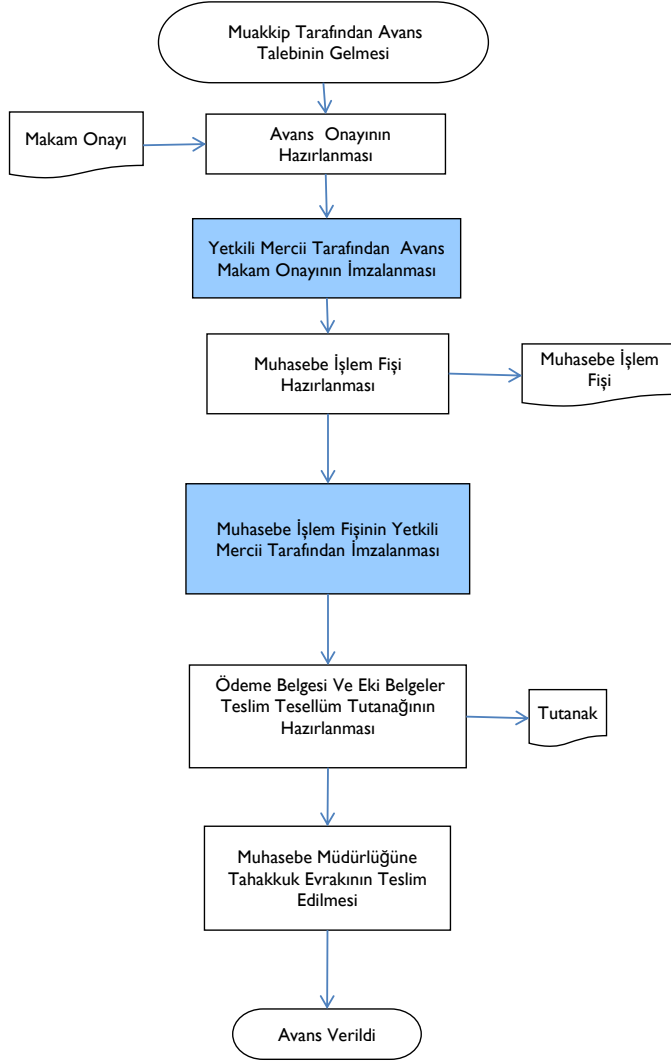 Muakkip Tarafından Avans
Talebinin Gelmesi
Makam Onayı
Avans Onayının
Hazırlanması
Yetkili Mercii Tarafından Avans
Makam Onayının İmzalanması
Muhasebe İşlem Fişi
Hazırlanması
Muhasebe İşlem
Fişi
Muhasebe İşlem Fişinin Yetkili
Mercii Tarafından İmzalanması
Ödeme Belgesi Ve Eki Belgeler
Teslim Tesellüm Tutanağının
Hazırlanması
Tutanak
Muhasebe Müdürlüğüne
Tahakkuk Evrakının Teslim
Edilmesi
Avans Verildi